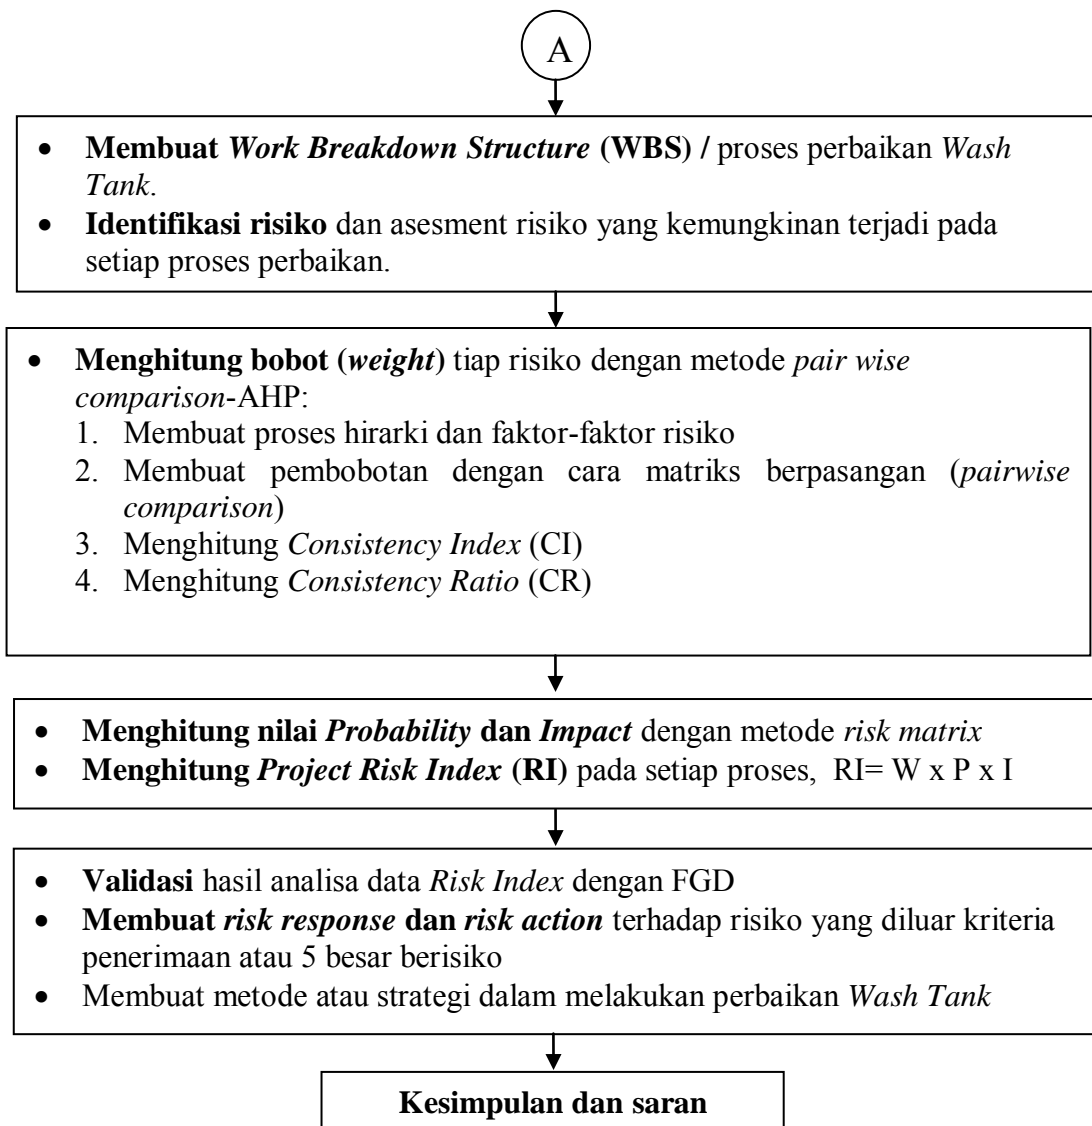 A
• Membuat Work Breakdown Structure (WBS) / proses perbaikan Wash
Tank.
• Identifikasi risiko dan asesment risiko yang kemungkinan terjadi pada
setiap proses perbaikan.
• Menghitung bobot (weight) tiap risiko dengan metode pair wise
comparison-AHP:
1. Membuat proses hirarki dan faktor-faktor risiko
2. Membuat pembobotan dengan cara matriks berpasangan (pairwise
comparison)
3. Menghitung Consistency Index (CI)
4. Menghitung Consistency Ratio (CR)
• Menghitung nilai Probability dan Impact dengan metode risk matrix
• Menghitung Project Risk Index (RI) pada setiap proses, RI= W x P x I
• Validasi hasil analisa data Risk Index dengan FGD
• Membuat risk response dan risk action terhadap risiko yang diluar kriteria
penerimaan atau 5 besar berisiko
• Membuat metode atau strategi dalam melakukan perbaikan Wash Tank
Kesimpulan dan saran